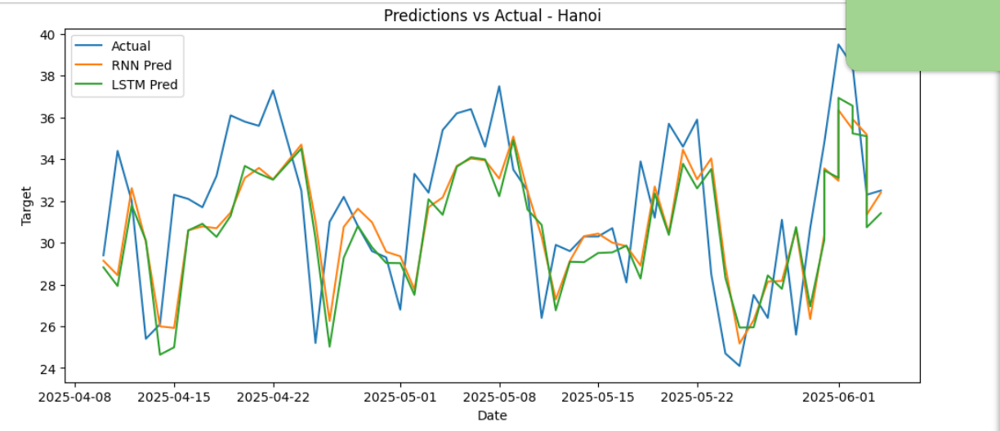 Predictions vs Actual - Hanoi
Actual
RNN Pred
LSTM Pred
Target
40
38
36
34
32
30
28
26
24
2025-04-08 2025-04-15 2025-04-22 2025-05-01 2025-05-08 2025-05-15 2025-05-22 2025-06-01
Date